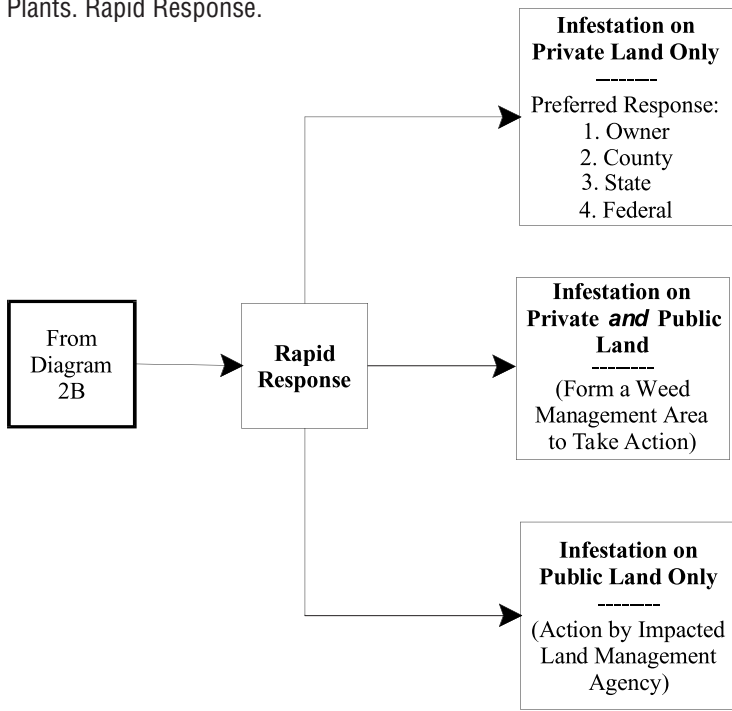 Plants. Rapid Response.
Infestation on
Private Land Only
--------
Preferred Response:
1. Owner
2. County
3. State
4. Federal
From
Diagram
2B
Rapid
Response
Infestation on
Private and Public
Land
--------
(Form a Weed
Management Area
to Take Action)
Infestation on
Public Land Only
--------
(Action by Impacted
Land Management
Agency)